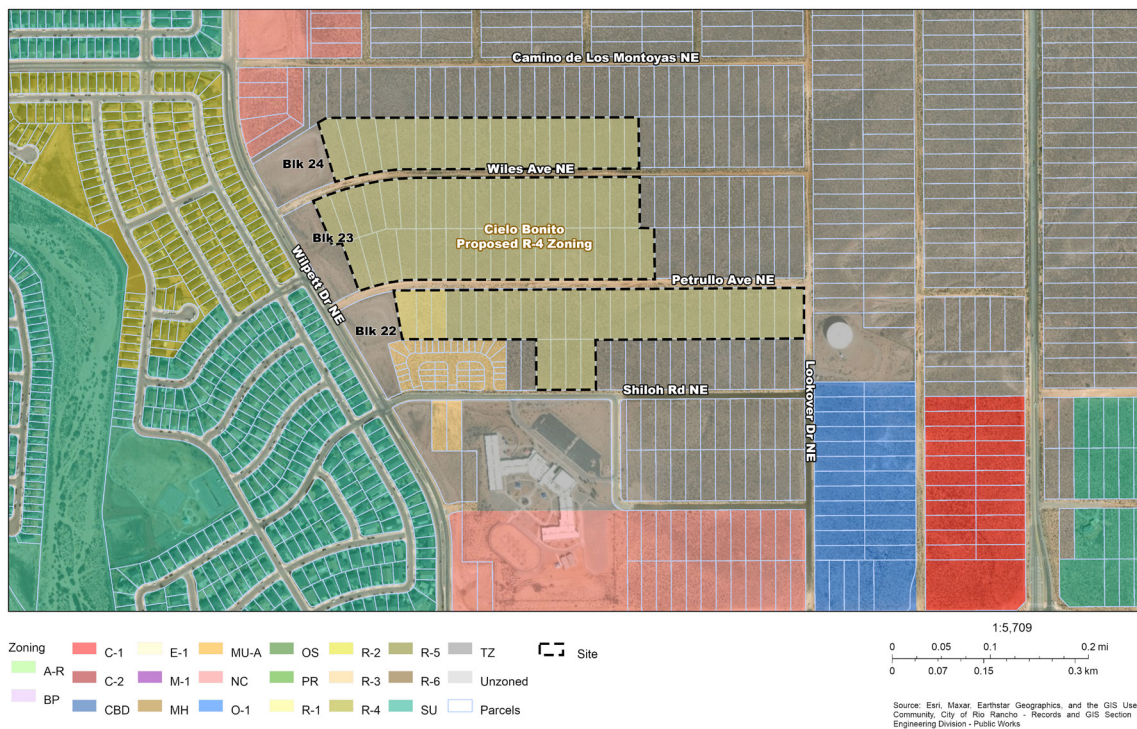 Camino de Los Montoyas NE
Blk 24
Wiles Ave NE
Cielo Bonito
Proposed R-4 Zoning
Blk 23
Wilpett Dr NE
Petrullo Ave NE
Blk 22
Shiloh Rd NE
Lookover Dr NE
Zoning
A-R
BP
C-1
C-2
CBD
E-1
M-1
MH
MU-A
NC
O-1
OS
PR
R-1
R-2
R-3
R-4
R-5
R-6
SU
TZ
Unzoned
Parcels
Site
1:5,709
0 0.05 0.1 0.2 mi
0 0.07 0.15 0.3 km
Source: Esri, Maxar, Earthstar Geographics, and the GIS Use
Community, City of Rio Rancho - Records and GIS Section
Engineering Division - Public Works